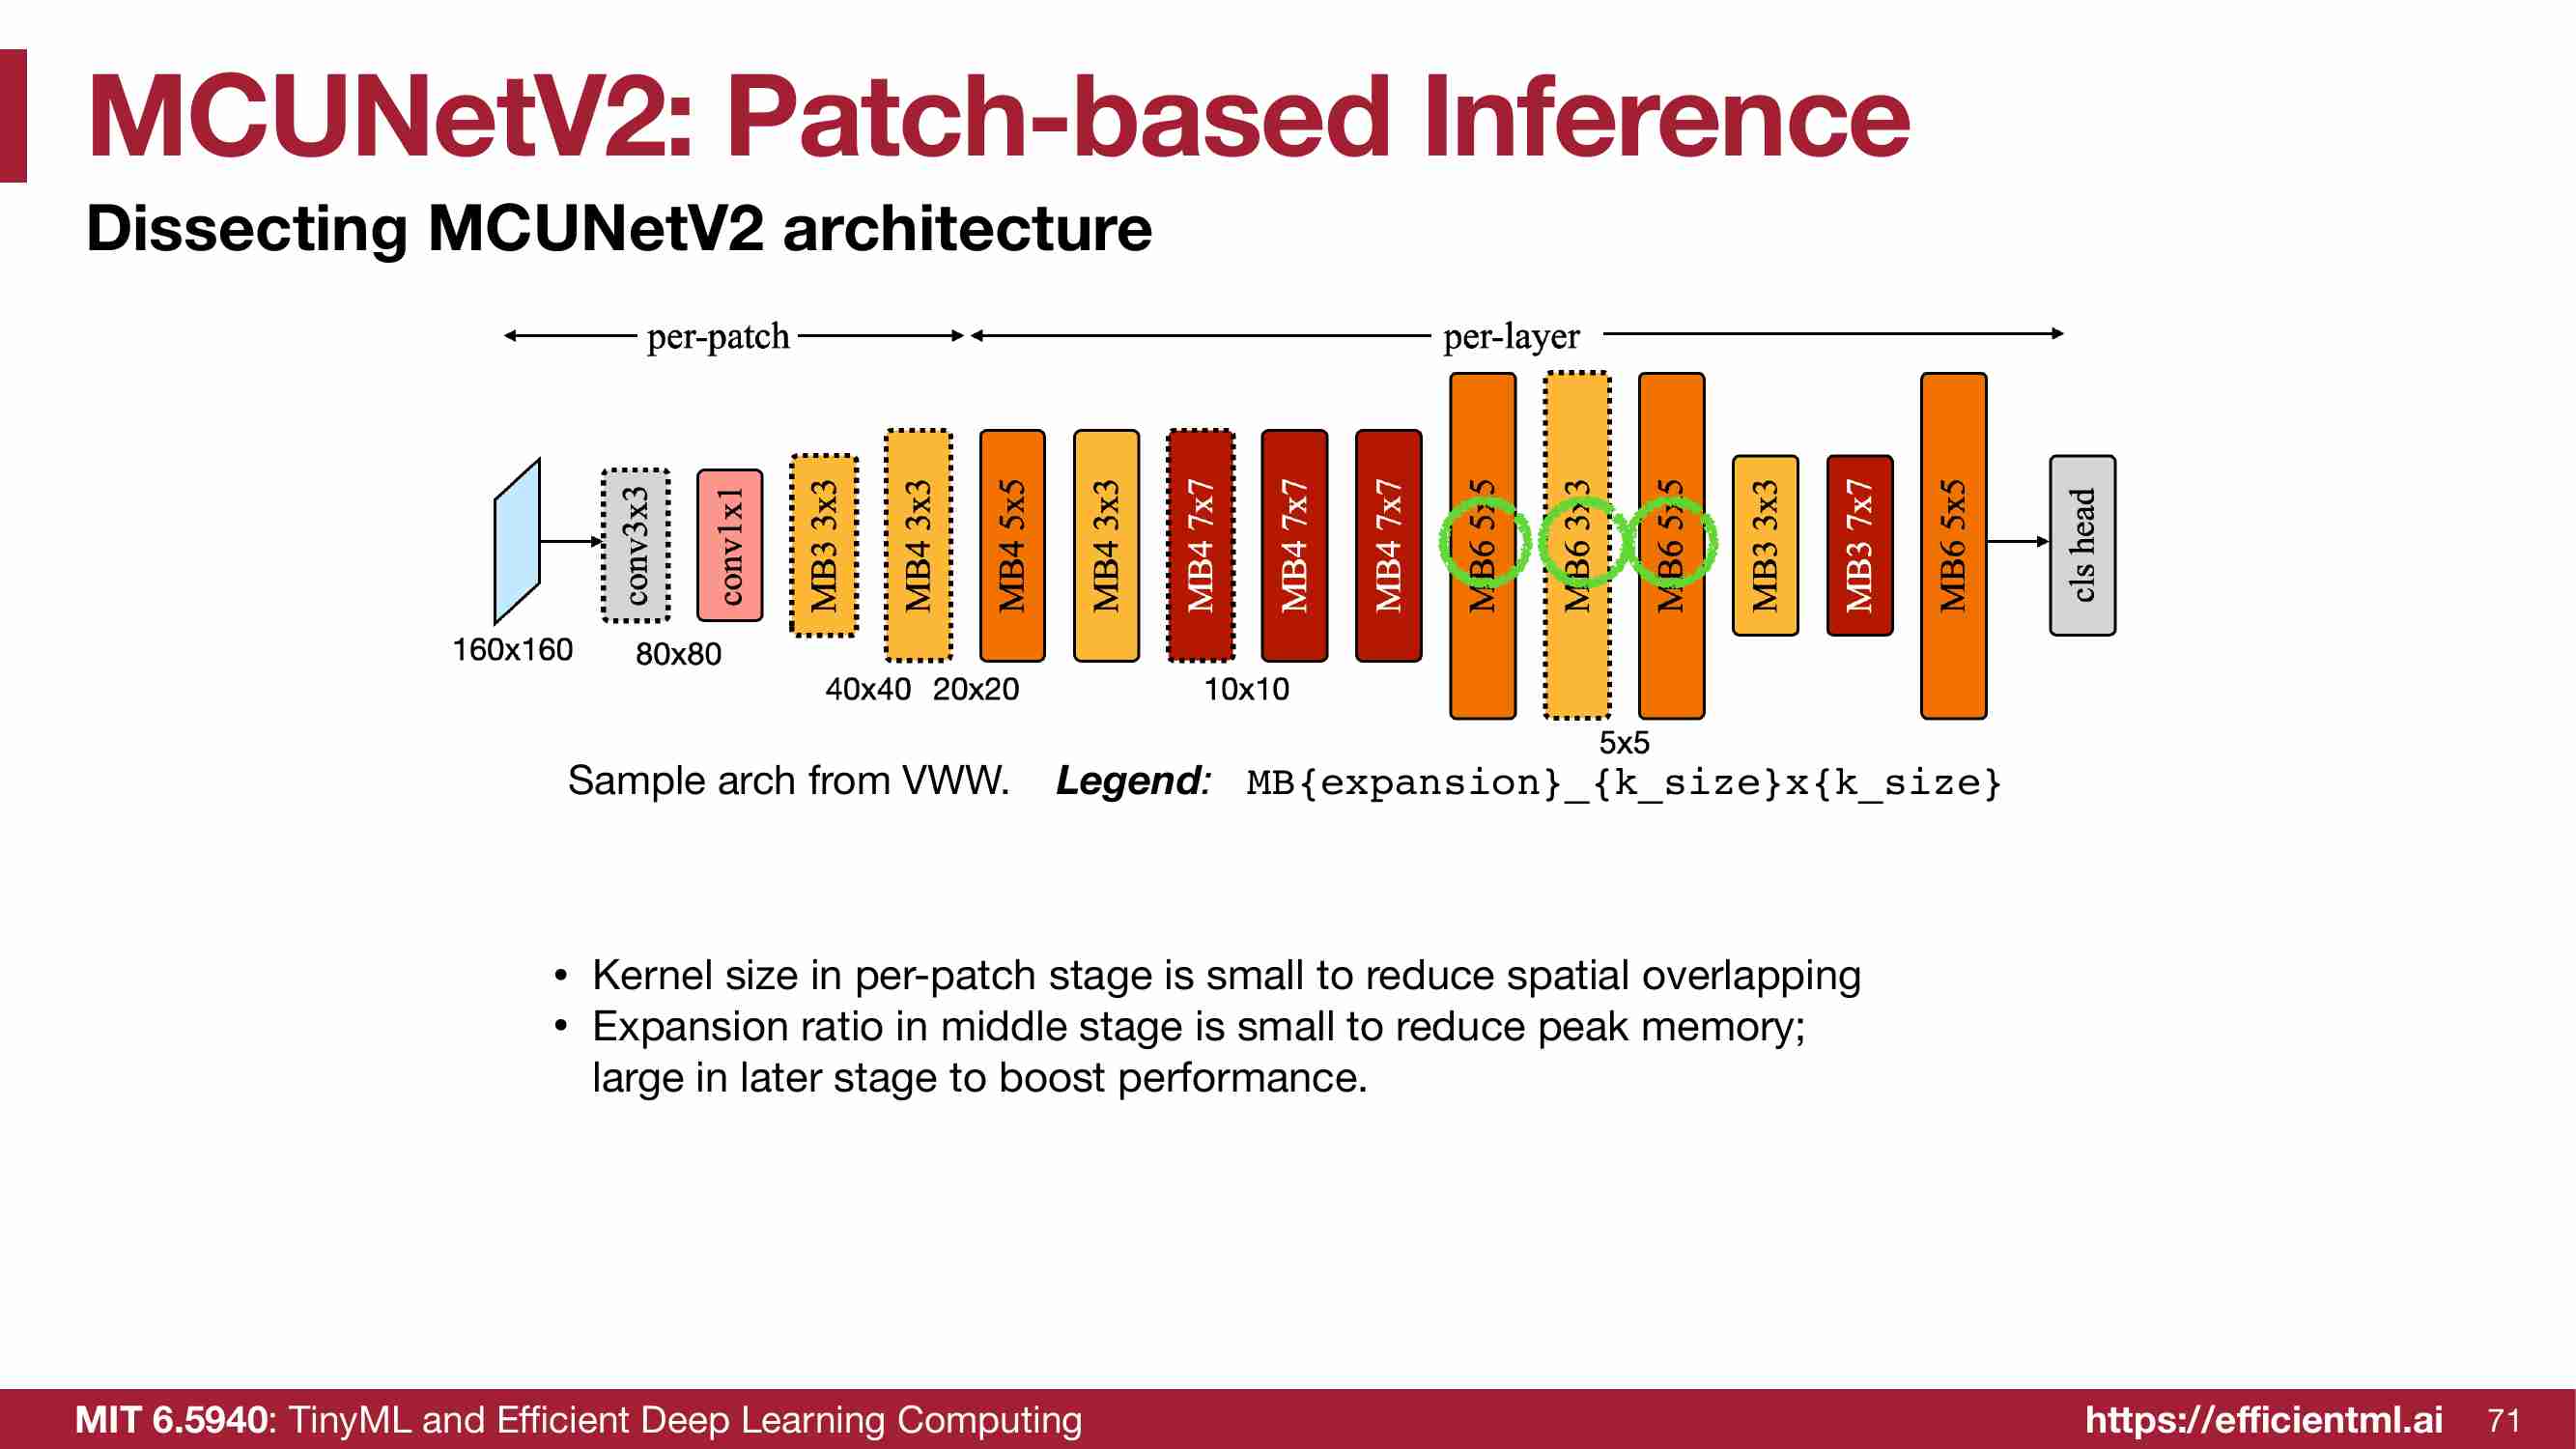 MCUNetV2: Patch-based Inference
Dissecting MCUNetV2 architecture
per-patch
per-layer
conv3x3
conv1x1
MB3 3x3
MB4 3x3
MB4 5x5
MB4 3x3
MB4 7x7
MB4 7x7
MB4 7x7
MB6 5x5
MB6 3x3
MB6 5x5
MB3 3x3
MB3 7x7
MB6 5x5
cls head
160x160
80x80
40x40
20x20
10x10
5x5
Sample arch from VWW. Legend: MB{expansion}_{k_size}x{k_size}
• Kernel size in per-patch stage is small to reduce spatial overlapping
• Expansion ratio in middle stage is small to reduce peak memory;
large in later stage to boost performance.
MIT 6.5940: TinyML and Efficient Deep Learning Computing
https://efficientml.ai
71